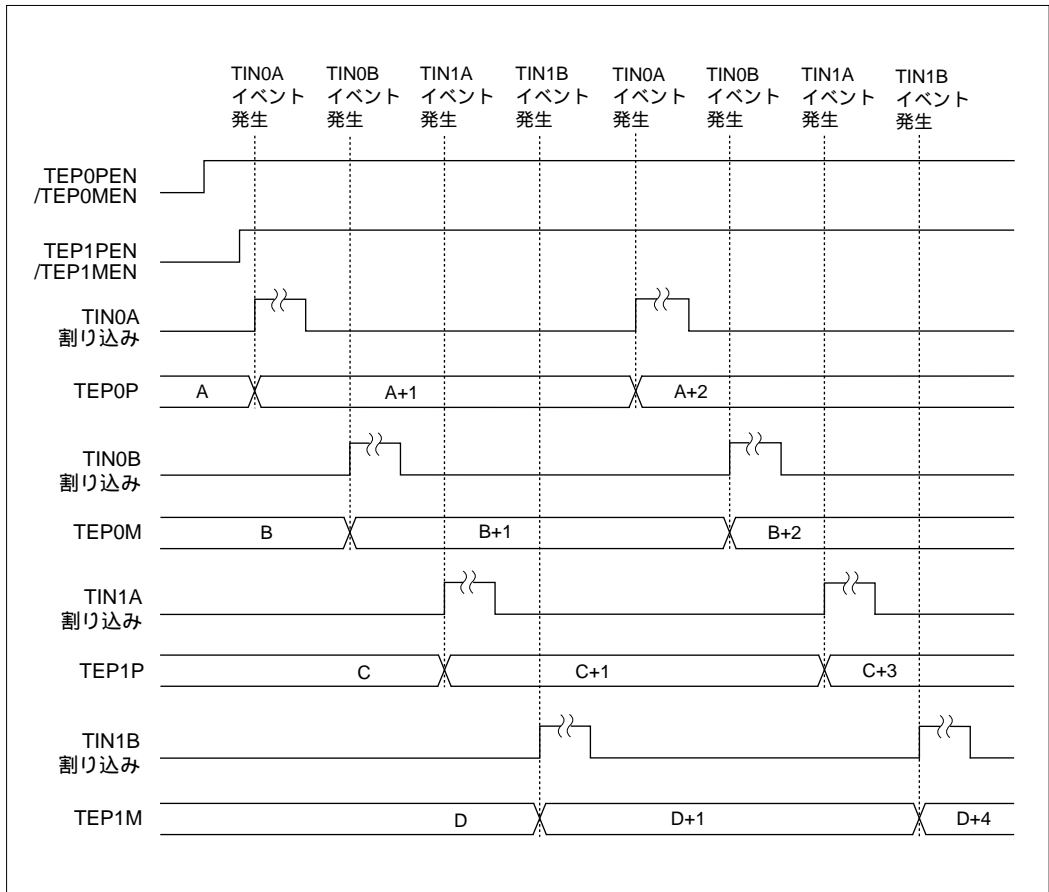 TIN0A
イベント
発生
TIN0B
イベント
発生
TIN1A
イベント
発生
TIN1B
イベント
発生
TIN0A
イベント
発生
TIN0B
イベント
発生
TIN1A
イベント
発生
TIN1B
イベント
発生
TEP0PEN
/TEP0MEN
TEP1PEN
/TEP1MEN
TIN0A
割り込み
TEP0P
A
A+1
A+2
TIN0B
割り込み
TEP0M
B
B+1
B+2
TIN1A
割り込み
TEP1P
C
C+1
C+3
TIN1B
割り込み
TEP1M
D
D+1
D+4